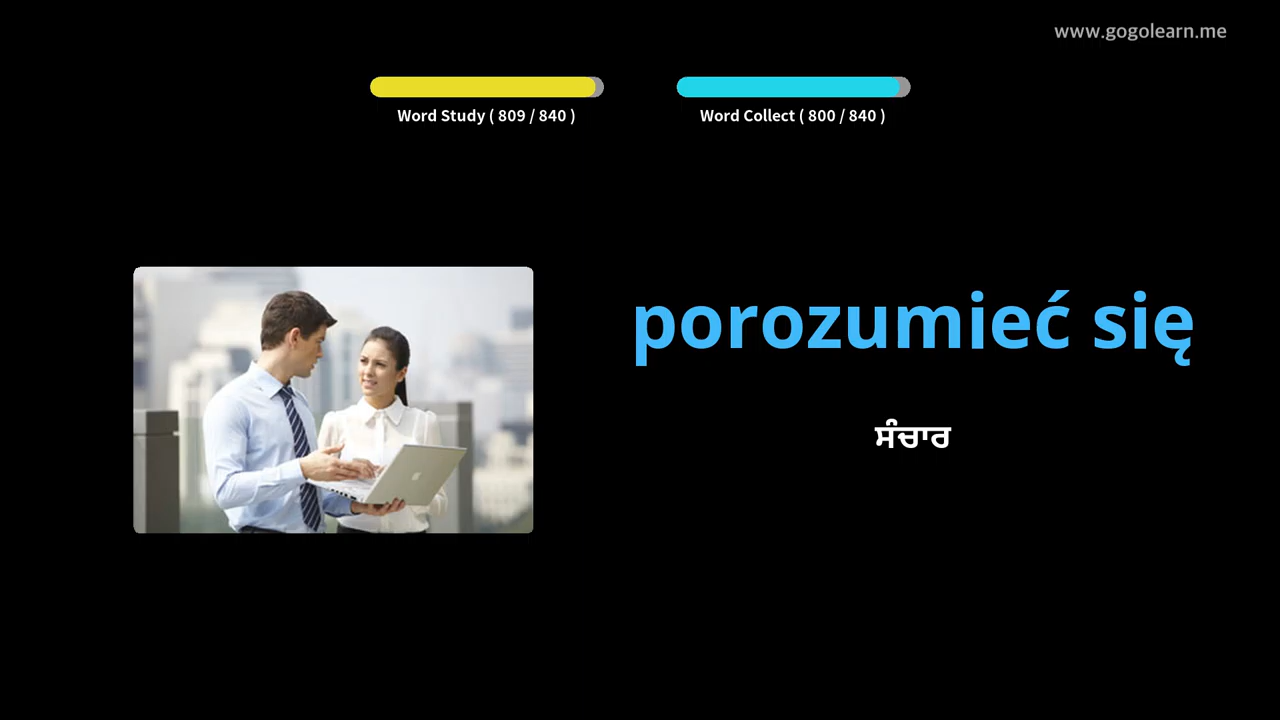 www.gogolearn.me
Word Study ( 809 / 840 )
Word Collect ( 800 / 840 )
porozumieć się
ਸੰਚਾਰ